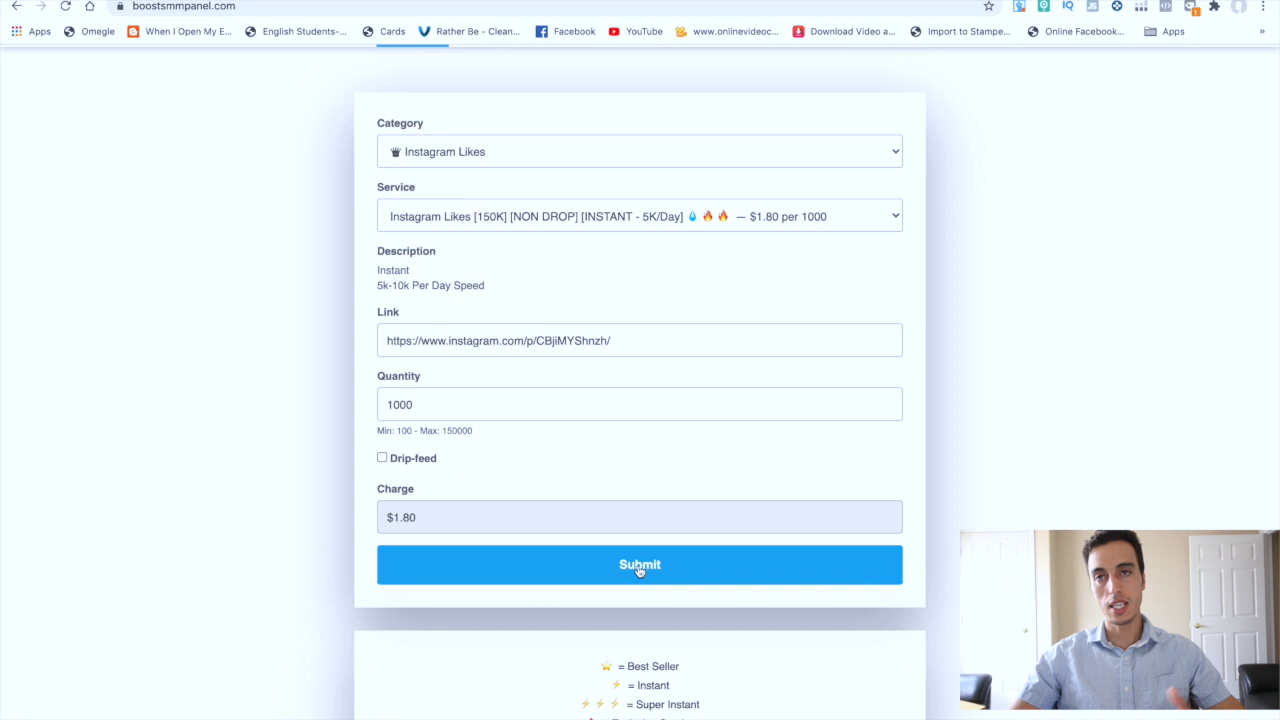 boostsmmpanel.com
Apps Omegle When I Open My E... English Students-... Cards Rather Be - Clean... Facebook YouTube www.onlinevideoc... Download Video a... Import to Stampe... Online Facebook... Apps »
Category
Instagram Likes
Service
Instagram Likes [150K] [NON DROP] [INSTANT - 5K/Day] 💧 🔥 🔥 — $1.80 per 1000
Description
Instant
5k-10k Per Day Speed
Link
https://www.instagram.com/p/CBjiMYShnzh/
Quantity
1000
Min: 100 - Max: 150000
Drip-feed
Charge
$1.80
Submit
⭐ = Best Seller
⚡ = Instant
⚡ ⚡ ⚡ = Super Instant